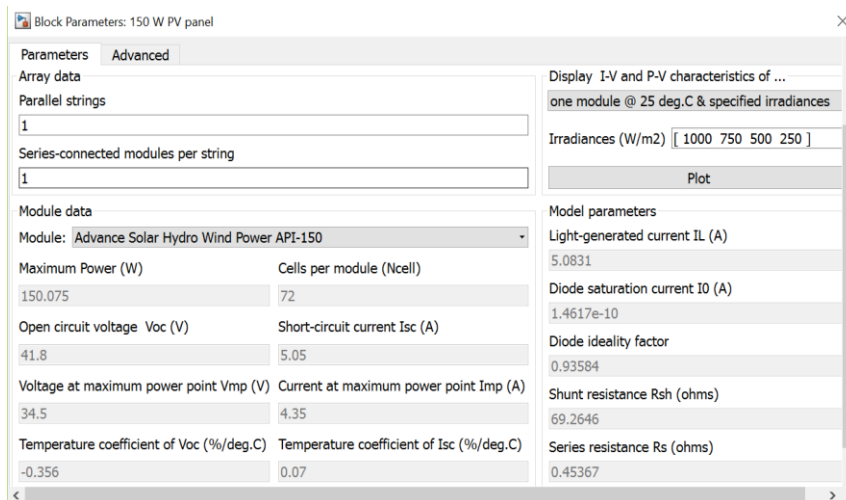 Block Parameters: 150 W PV panel
Parameters Advanced
Array data
Parallel strings
1
Series-connected modules per string
1
Display I-V and P-V characteristics of ...
one module @ 25 deg.C & specified irradiances
Irradiances (W/m2) [ 1000 750 500 250 ]
Plot
Module data
Module: Advance Solar Hydro Wind Power API-150
Maximum Power (W) Cells per module (Ncell)
150.075 72
Open circuit voltage Voc (V) Short-circuit current Isc (A)
41.8 5.05
Voltage at maximum power point Vmp (V) Current at maximum power point Imp (A)
34.5 4.35
Temperature coefficient of Voc (%/deg.C) Temperature coefficient of Isc (%/deg.C)
-0.356 0.07
Model parameters
Light-generated current IL (A)
5.0831
Diode saturation current I0 (A)
1.4617e-10
Diode ideality factor
0.93584
Shunt resistance Rsh (ohms)
69.2646
Series resistance Rs (ohms)
0.45367